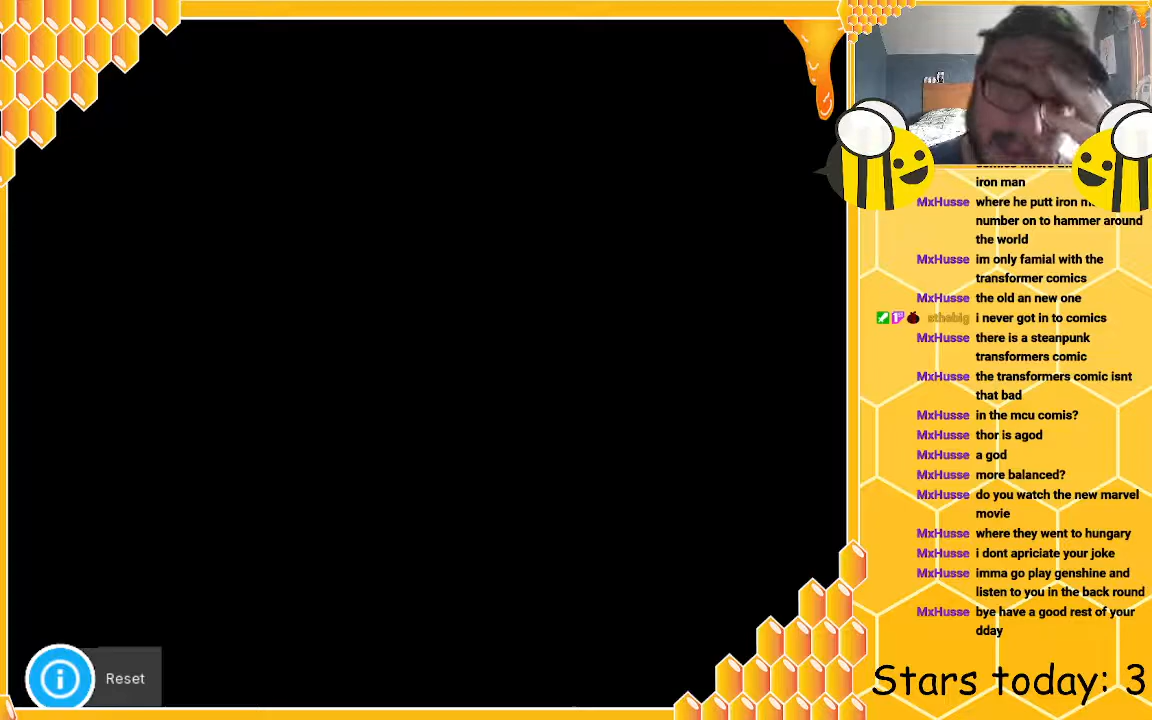 iron man
MxHusse where he putt iron
number on to hammer around
the world
MxHusse im only famial with the
transformer comics
MxHusse the old an new one
sthabig i never got in to comics
MxHusse there is a steanpunk
transformers comic
MxHusse the transformers comic isnt
that bad
MxHusse in the mcu comis?
MxHusse thor is agod
MxHusse a god
MxHusse more balanced?
MxHusse do you watch the new marvel
movie
MxHusse where they went to hungary
MxHusse i dont apriciate your joke
MxHusse imma go play genshine and
listen to you in the back round
MxHusse bye have a good rest of your
dday
Reset
Stars today: 3